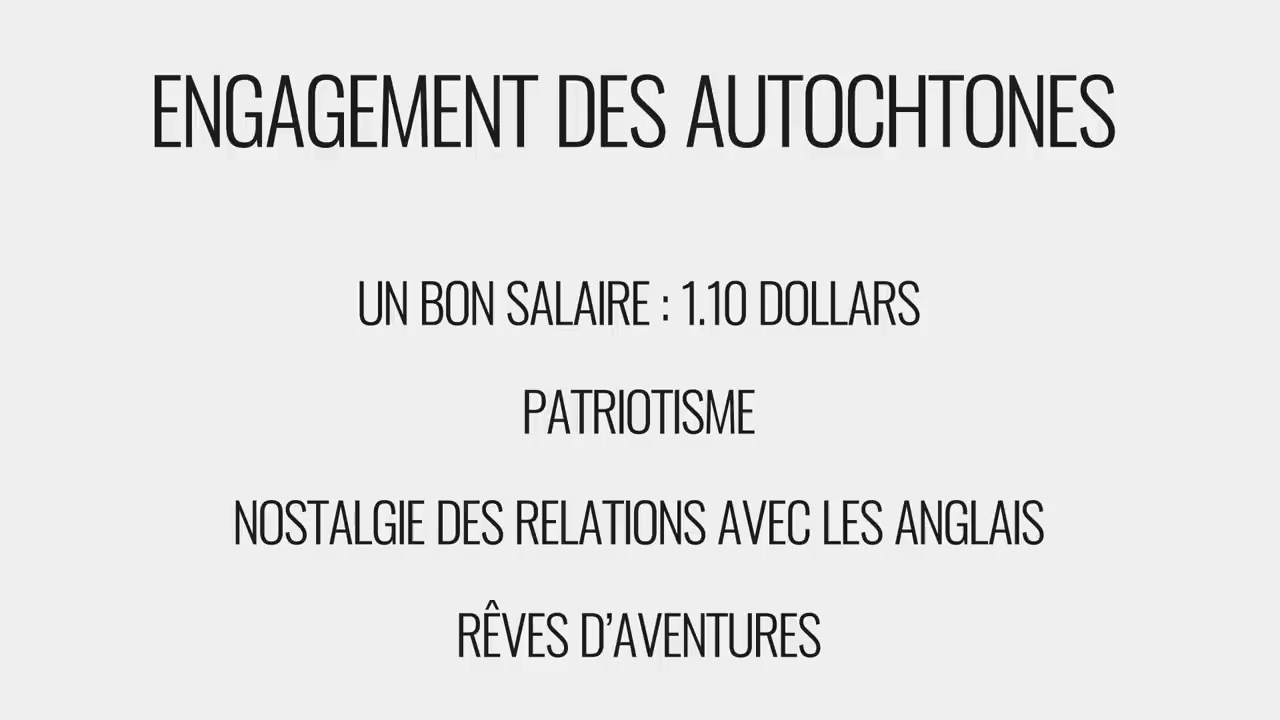 ENGAGEMENT DES AUTOCHTONES
UN BON SALAIRE : 1.10 DOLLARS
PATRIOTISME
NOSTALGIE DES RELATIONS AVEC LES ANGLAIS
RÊVES D’AVENTURES